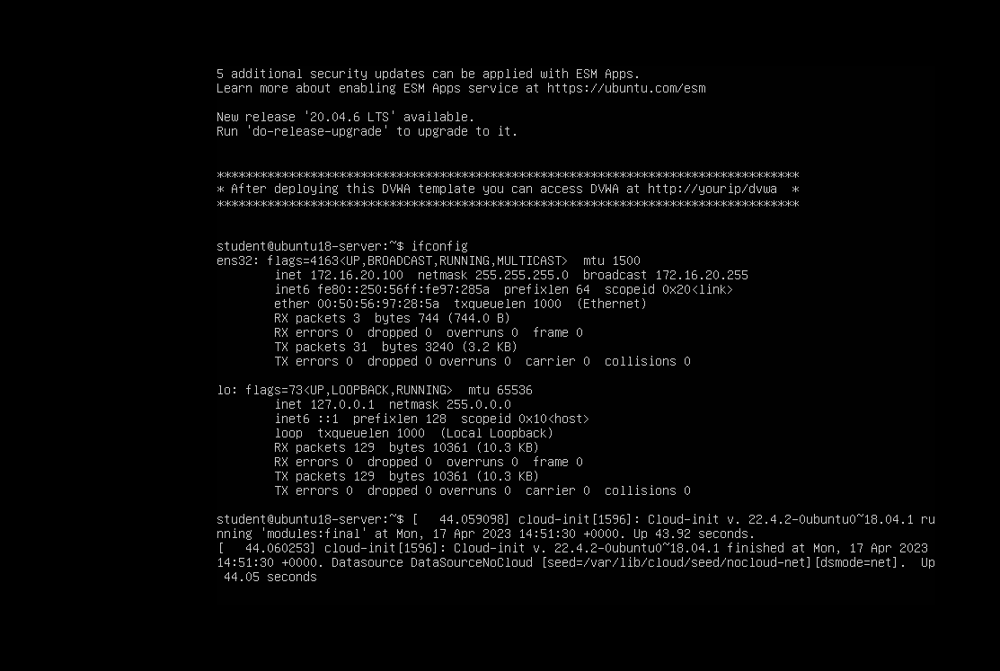 5 additional security updates can be applied with ESM Apps.
Learn more about enabling ESM Apps service at https://ubuntu.com/esm
New release '20.04.6 LTS' available.
Run 'do-release-upgrade' to upgrade to it.
*********************************************************************************
* After deploying this DVWA template you can access DVWA at http://yourip/dvwa  *
*********************************************************************************
student@ubuntu18-server:~$ ifconfig
ens32: flags=4163<UP,BROADCAST,RUNNING,MULTICAST>  mtu 1500
        inet 172.16.20.100  netmask 255.255.255.0  broadcast 172.16.20.255
        inet6 fe80::250:56ff:fe97:285a  prefixlen 64  scopeid 0x20<link>
        ether 00:50:56:97:28:5a  txqueuelen 1000  (Ethernet)
        RX packets 3  bytes 744 (744.0 B)
        RX errors 0  dropped 0  overruns 0  frame 0
        TX packets 31  bytes 3240 (3.2 KB)
        TX errors 0  dropped 0 overruns 0  carrier 0  collisions 0
lo: flags=73<UP,LOOPBACK,RUNNING>  mtu 65536
        inet 127.0.0.1  netmask 255.0.0.0
        inet6 ::1  prefixlen 128  scopeid 0x10<host>
        loop  txqueuelen 1000  (Local Loopback)
        RX packets 129  bytes 10361 (10.3 KB)
        RX errors 0  dropped 0  overruns 0  frame 0
        TX packets 129  bytes 10361 (10.3 KB)
        TX errors 0  dropped 0 overruns 0  carrier 0  collisions 0
student@ubuntu18-server:~$ [   44.059098] cloud-init[1596]: Cloud-init v. 22.4.2-0ubuntu0~18.04.1 ru
nning 'modules:final' at Mon, 17 Apr 2023 14:51:30 +0000. Up 43.92 seconds.
[   44.060253] cloud-init[1596]: Cloud-init v. 22.4.2-0ubuntu0~18.04.1 finished at Mon, 17 Apr 2023
14:51:30 +0000. Datasource DataSourceNoCloud [seed=/var/lib/cloud/seed/nocloud-net][dsmode=net].  Up
 44.05 seconds